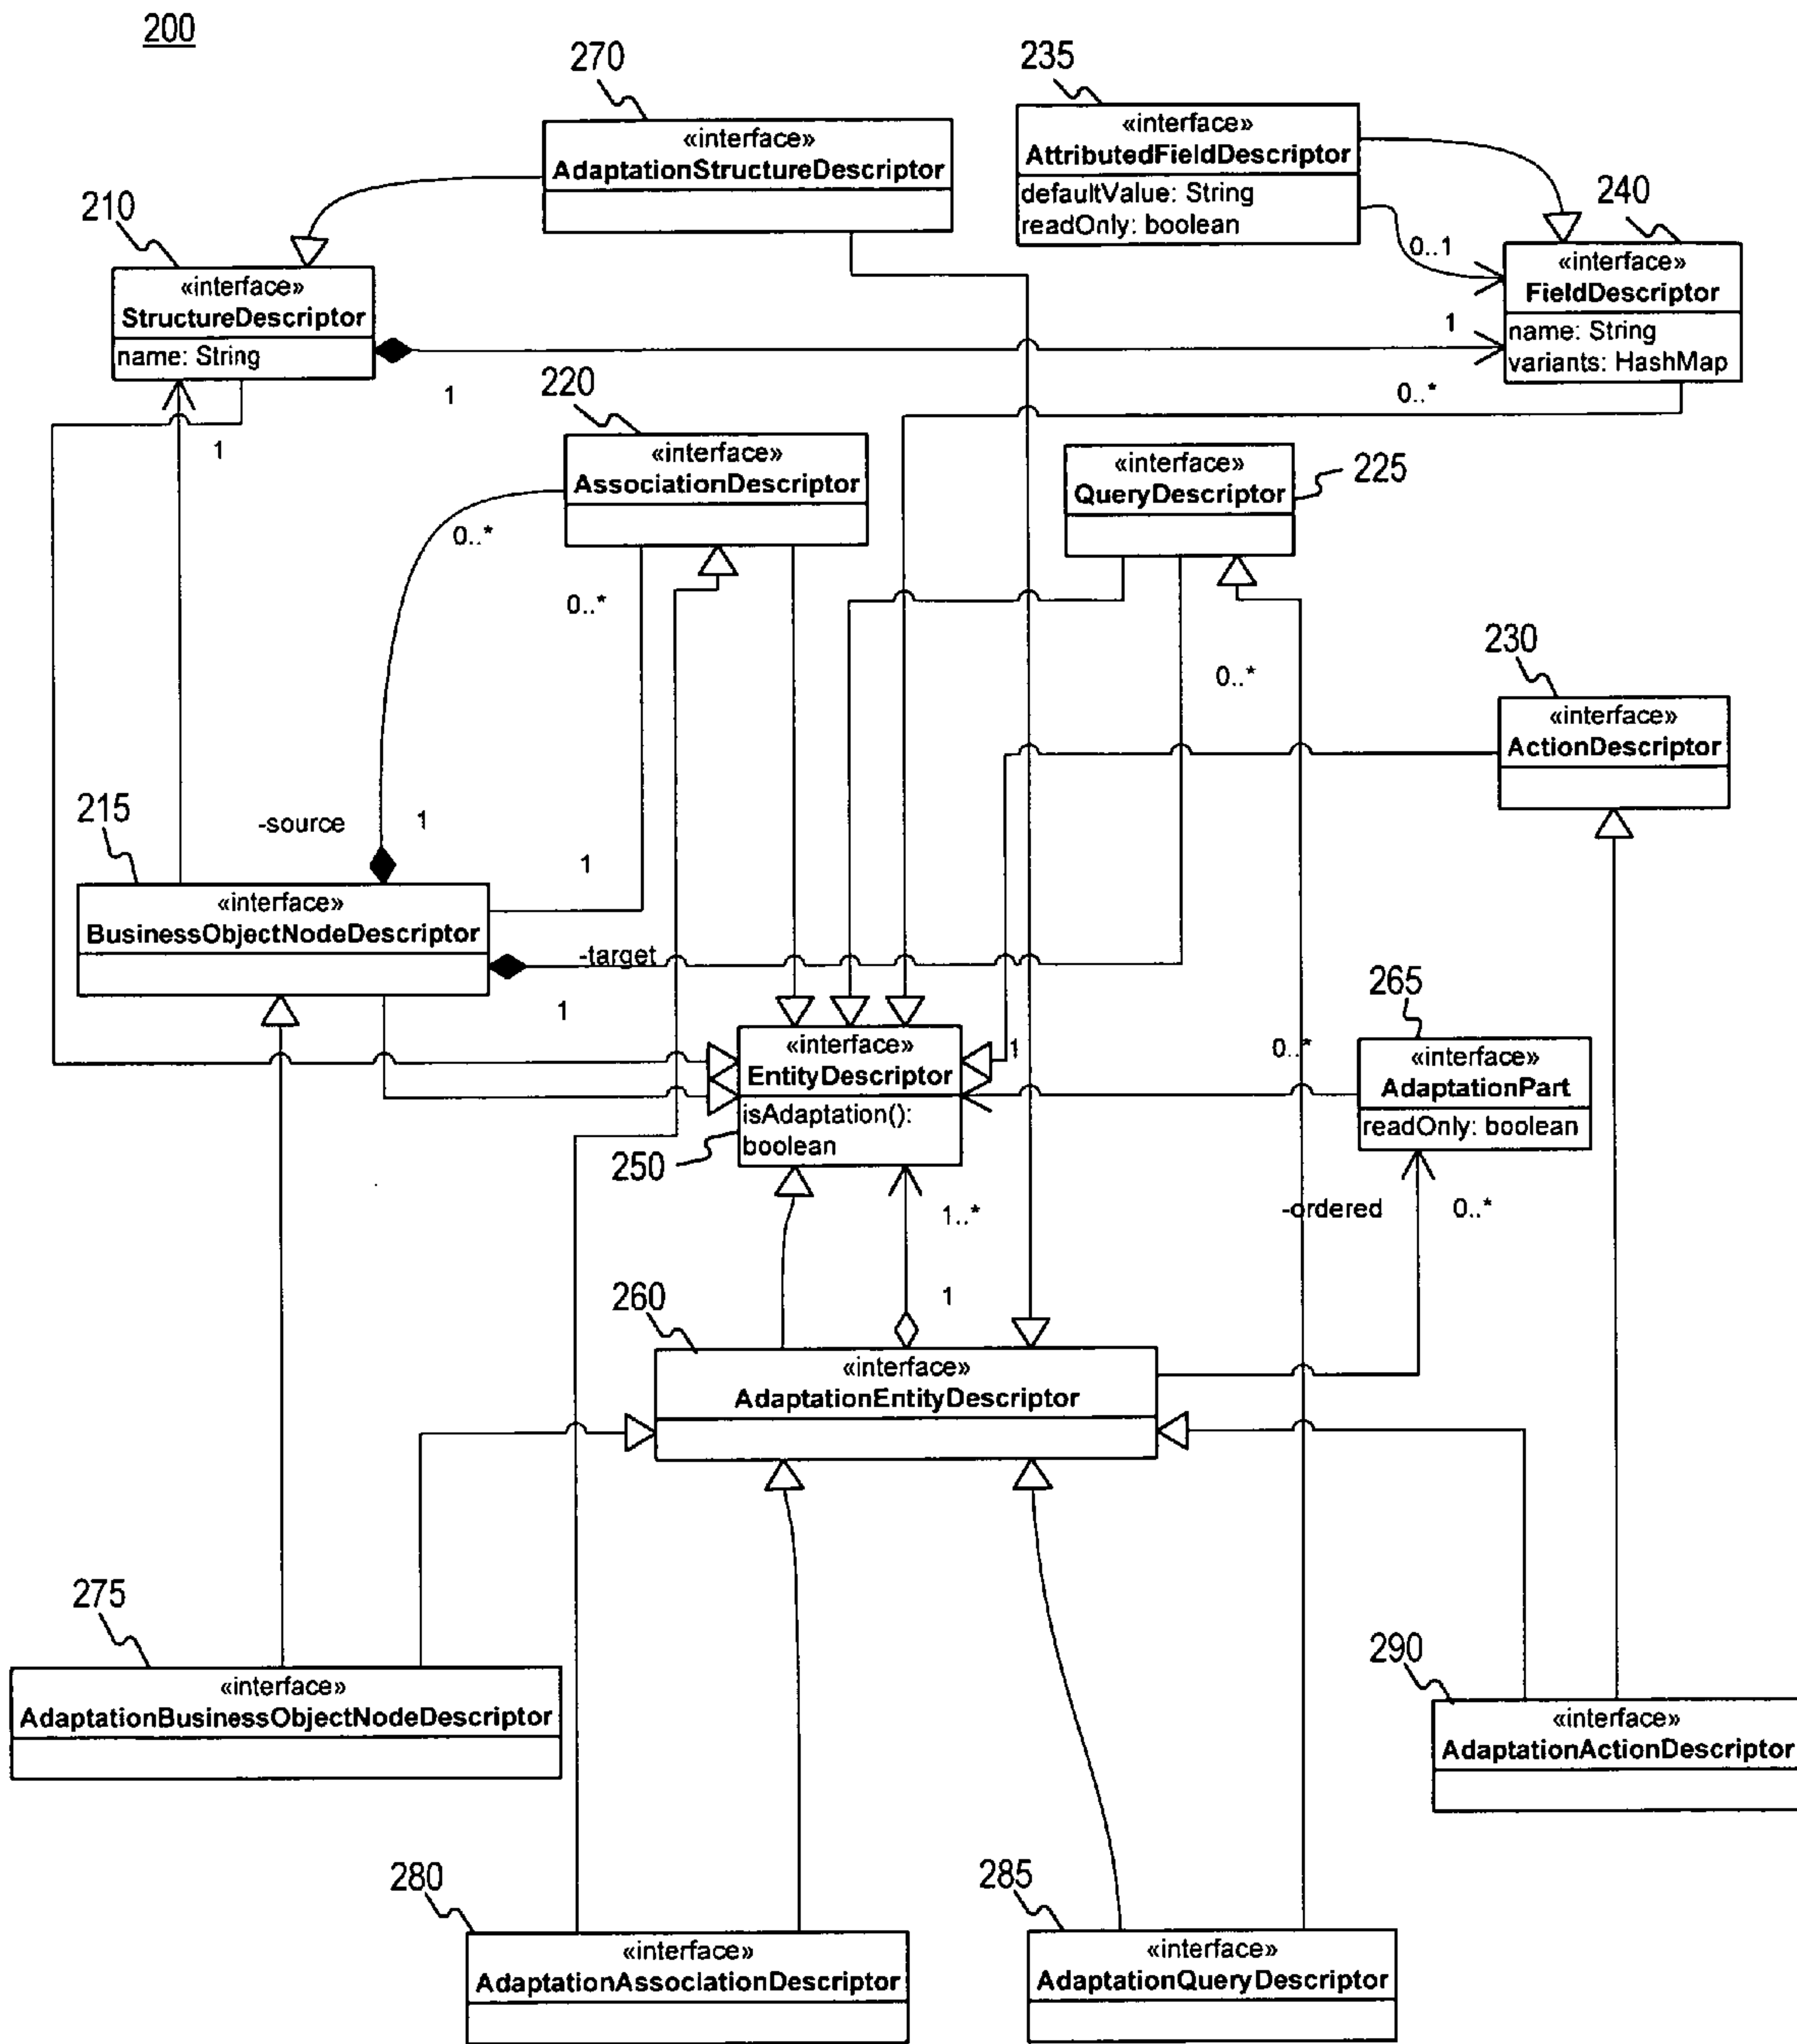 200
270
«interface»
AdaptationStructureDescriptor
235
«interface»
AttributedFieldDescriptor
defaultValue: String
readOnly: boolean
210
«interface»
StructureDescriptor
name: String
240
0..1
«interface»
FieldDescriptor
name: String
variants: HashMap
1
1
0..*
1
220
«interface»
AssociationDescriptor
0..*
0..*
«interface»
QueryDescriptor
225
0..*
230
«interface»
ActionDescriptor
215
-source
1
1
«interface»
BusinessObjectNodeDescriptor
-target
1
«interface»
EntityDescriptor
isAdaptation():
boolean
250
1
0..*
265
«interface»
AdaptationPart
readOnly: boolean
1..*
-ordered
0..*
260
1
«interface»
AdaptationEntityDescriptor
275
«interface»
AdaptationBusinessObjectNodeDescriptor
290
«interface»
AdaptationActionDescriptor
280
«interface»
AdaptationAssociationDescriptor
285
«interface»
AdaptationQueryDescriptor